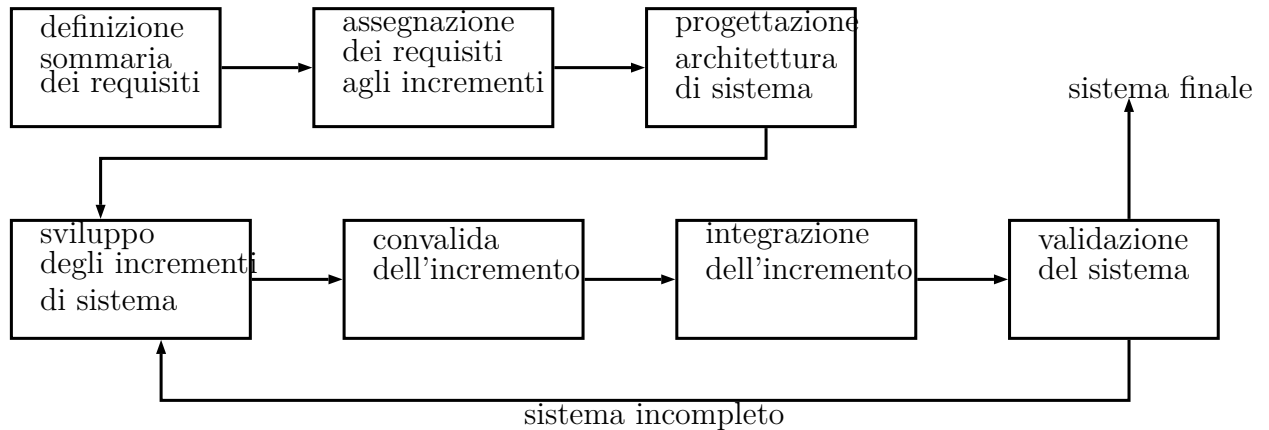 definizione
sommaria
dei requisiti
assegnazione
dei requisiti
agli incrementi
progettazione
architettura
di sistema
sistema finale
sviluppo
degli incrementi
di sistema
convalida
dell'incremento
integrazione
dell'incremento
validazione
del sistema
sistema incompleto